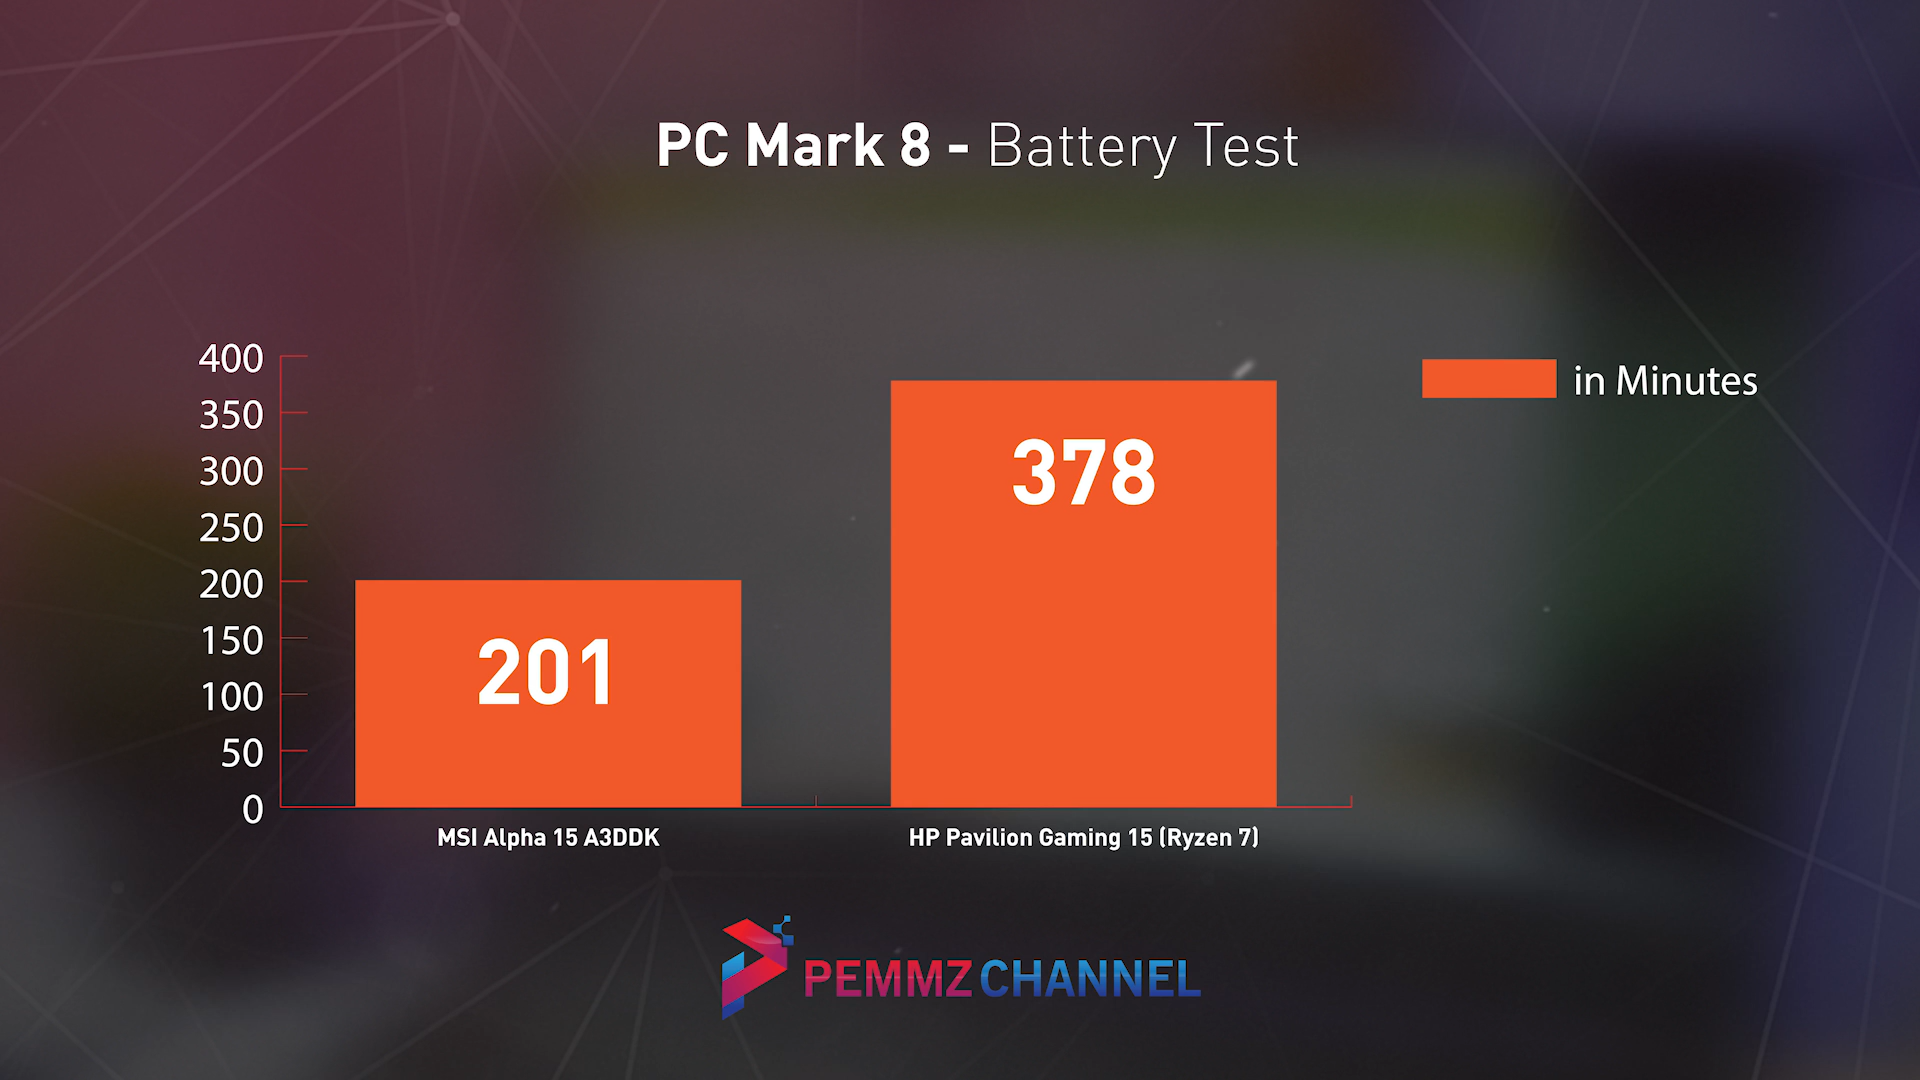 PC Mark 8 - Battery Test
400
350
300
250
200
150
100
50
0
in Minutes
201
378
MSI Alpha 15 A3DDK
HP Pavilion Gaming 15 (Ryzen 7)
PEMMZ CHANNEL